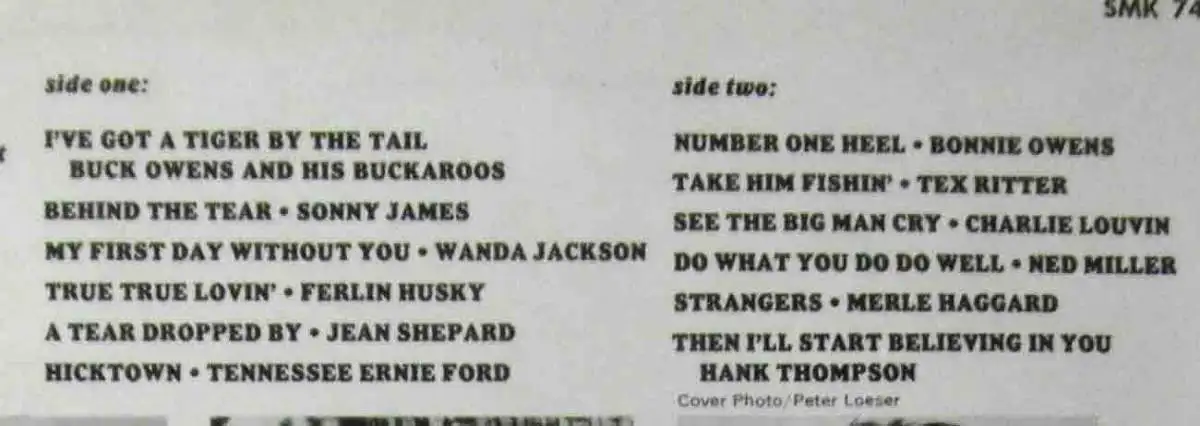 SMK 74
side one:
I'VE GOT A TIGER BY THE TAIL
BUCK OWENS AND HIS BUCKAROOS
BEHIND THE TEAR • SONNY JAMES
MY FIRST DAY WITHOUT YOU • WANDA JACKSON
TRUE TRUE LOVIN' • FERLIN HUSKY
A TEAR DROPPED BY • JEAN SHEPARD
HICKTOWN • TENNESSEE ERNIE FORD
side two:
NUMBER ONE HEEL • BONNIE OWENS
TAKE HIM FISHIN' • TEX RITTER
SEE THE BIG MAN CRY • CHARLIE LOUVIN
DO WHAT YOU DO DO WELL • NED MILLER
STRANGERS • MERLE HAGGARD
THEN I'LL START BELIEVING IN YOU
HANK THOMPSON
Cover Photo/Peter Loeser